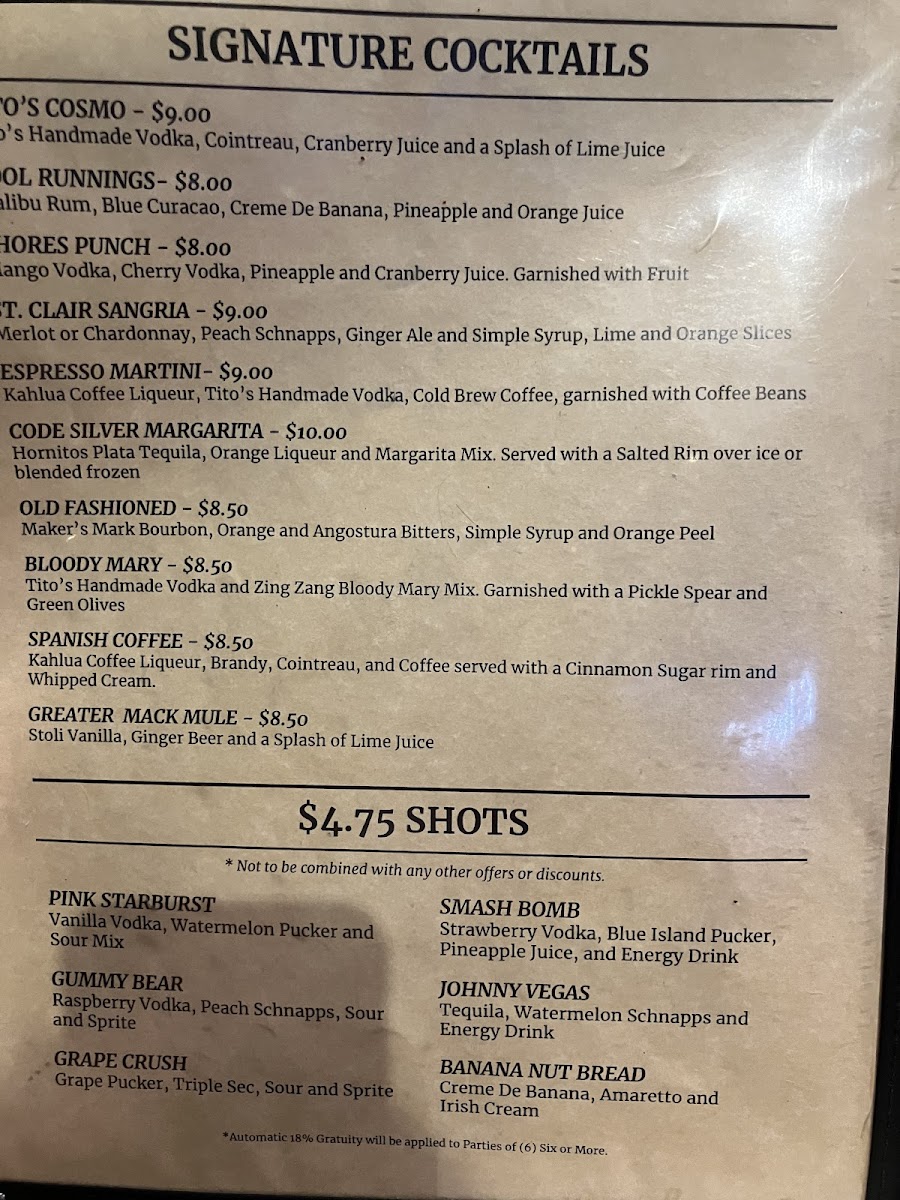 SIGNATURE COCKTAILS
TO'S COSMO - $9.00
o's Handmade Vodka, Cointreau, Cranberry Juice and a Splash of Lime Juice
OOL RUNNINGS- $8.00
alibu Rum, Blue Curacao, Creme De Banana, Pineapple and Orange Juice
HORES PUNCH - $8.00
ango Vodka, Cherry Vodka, Pineapple and Cranberry Juice. Garnished with Fruit
ST. CLAIR SANGRIA - $9.00
Merlot or Chardonnay, Peach Schnapps, Ginger Ale and Simple Syrup, Lime and Orange Slices
ESPRESSO MARTINI- $9.00
Kahlua Coffee Liqueur, Tito's Handmade Vodka, Cold Brew Coffee, garnished with Coffee Beans
CODE SILVER MARGARITA - $10.00
Hornitos Plata Tequila, Orange Liqueur and Margarita Mix. Served with a Salted Rim over ice or
blended frozen
OLD FASHIONED - $8.50
Maker's Mark Bourbon, Orange and Angostura Bitters, Simple Syrup and Orange Peel
BLOODY MARY - $8.50
Tito's Handmade Vodka and Zing Zang Bloody Mary Mix. Garnished with a Pickle Spear and
Green Olives
SPANISH COFFEE - $8.50
Kahlua Coffee Liqueur, Brandy, Cointreau, and Coffee served with a Cinnamon Sugar rim and
Whipped Cream.
GREATER MACK MULE - $8.50
Stoli Vanilla, Ginger Beer and a Splash of Lime Juice
$4.75 SHOTS
* Not to be combined with any other offers or discounts.
PINK STARBURST
Vanilla Vodka, Watermelon Pucker and
Sour Mix
GUMMY BEAR
Raspberry Vodka, Peach Schnapps, Sour
and Sprite
GRAPE CRUSH
Grape Pucker, Triple Sec, Sour and Sprite
SMASH BOMB
Strawberry Vodka, Blue Island Pucker,
Pineapple Juice, and Energy Drink
JOHNNY VEGAS
Tequila, Watermelon Schnapps and
Energy Drink
BANANA NUT BREAD
Creme De Banana, Amaretto and
Irish Cream
*Automatic 18% Gratuity will be applied to Parties of (6) Six or More.